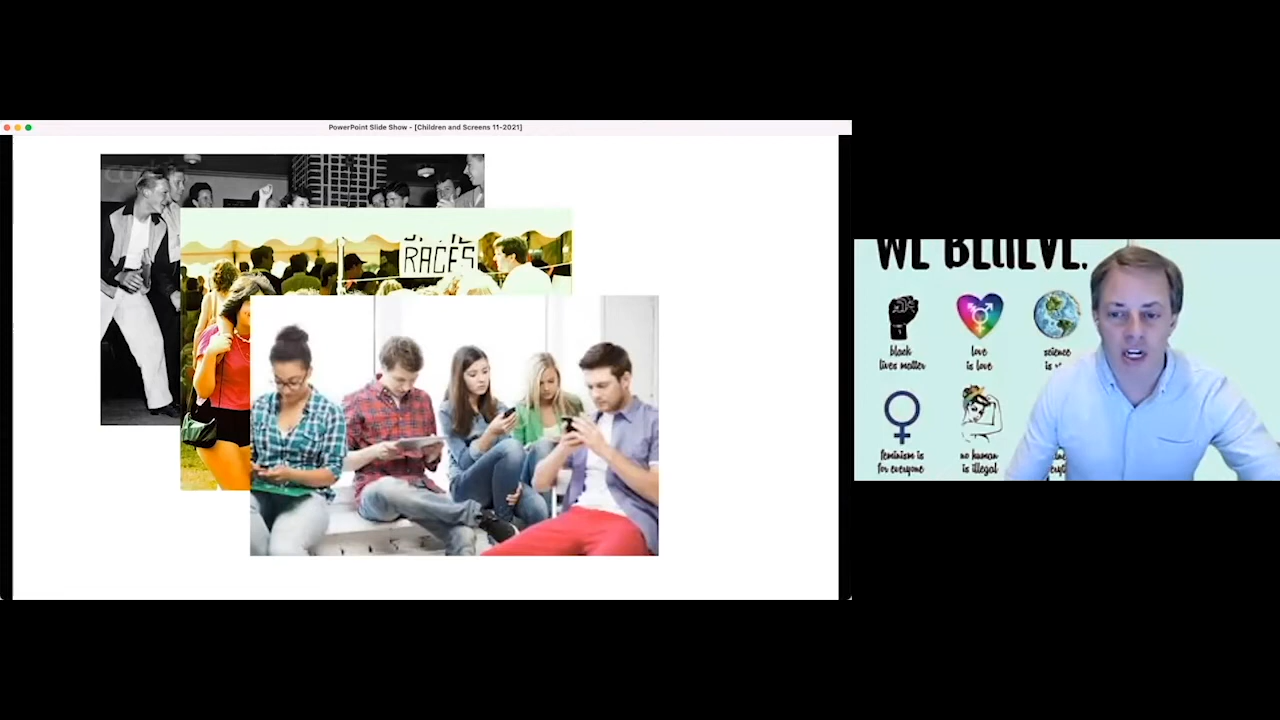 PowerPoint Slide Show - [Children and Screens 11-2021]
RACES
WE BELIEVE.
black
lives matter
love
is love
science
is
feminism is
for everyone
no human
is illegal